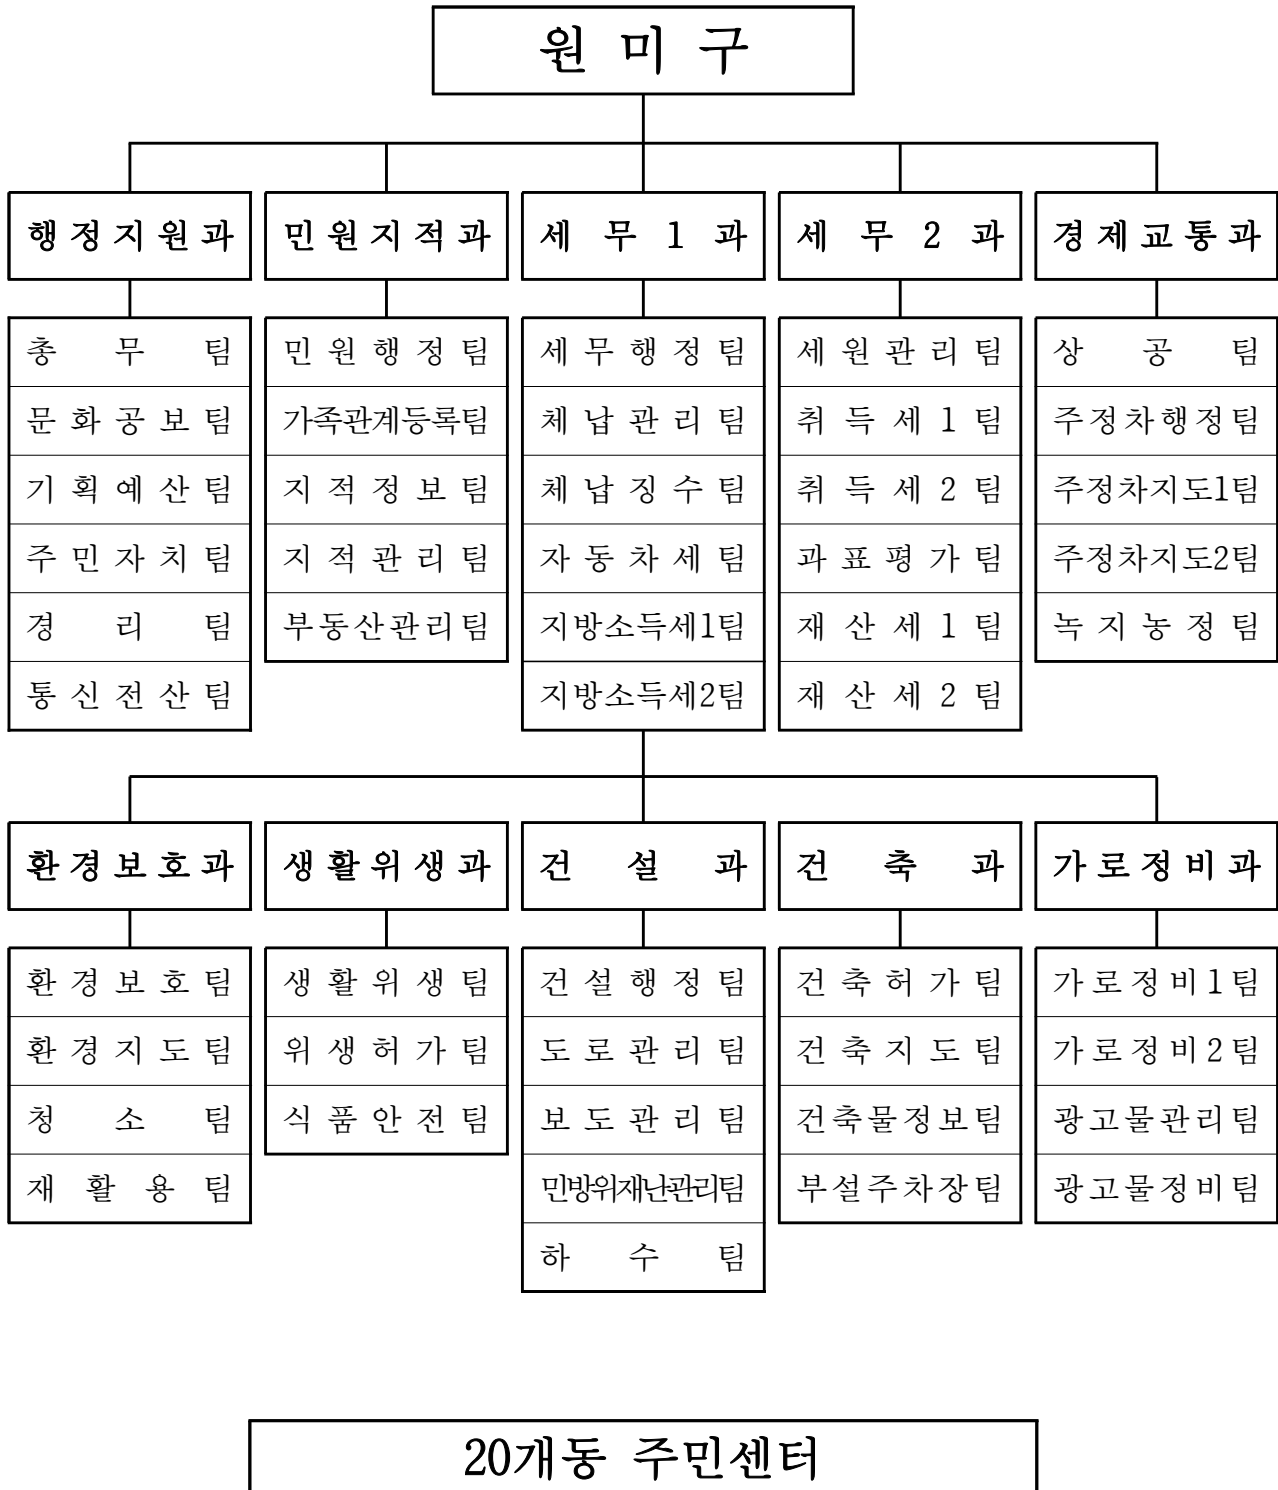 원 미 구
행정지원과 민원지적과 세 무 1 과 세 무 2 과 경제교통과
총 무 팀 민원행정팀 세무행정팀 세원관리팀 상 공 팀
문화공보팀 가족관계등록팀 체납관리팀 취득세1팀 주정차행정팀
기획예산팀 지적정보팀 체납징수팀 취득세2팀 주정차지도1팀
주민자치팀 지적관리팀 자동차세팀 과표평가팀 주정차지도2팀
경 리 팀 부동산관리팀 지방소득세1팀 재산세1팀 녹지농정팀
통신전산팀 지방소득세2팀 재산세2팀
환경보호과 생활위생과 건 설 과 건 축 과 가로정비과
환경보호팀 생활위생팀 건설행정팀 건축허가팀 가로정비1팀
환경지도팀 위생허가팀 도로관리팀 건축지도팀 가로정비2팀
청 소 팀 식품안전팀 보도관리팀 건축물정보팀 광고물관리팀
재 활 용 팀 민방위재난관리팀 부설주차장팀 광고물정비팀
하 수 팀
20개동 주민센터